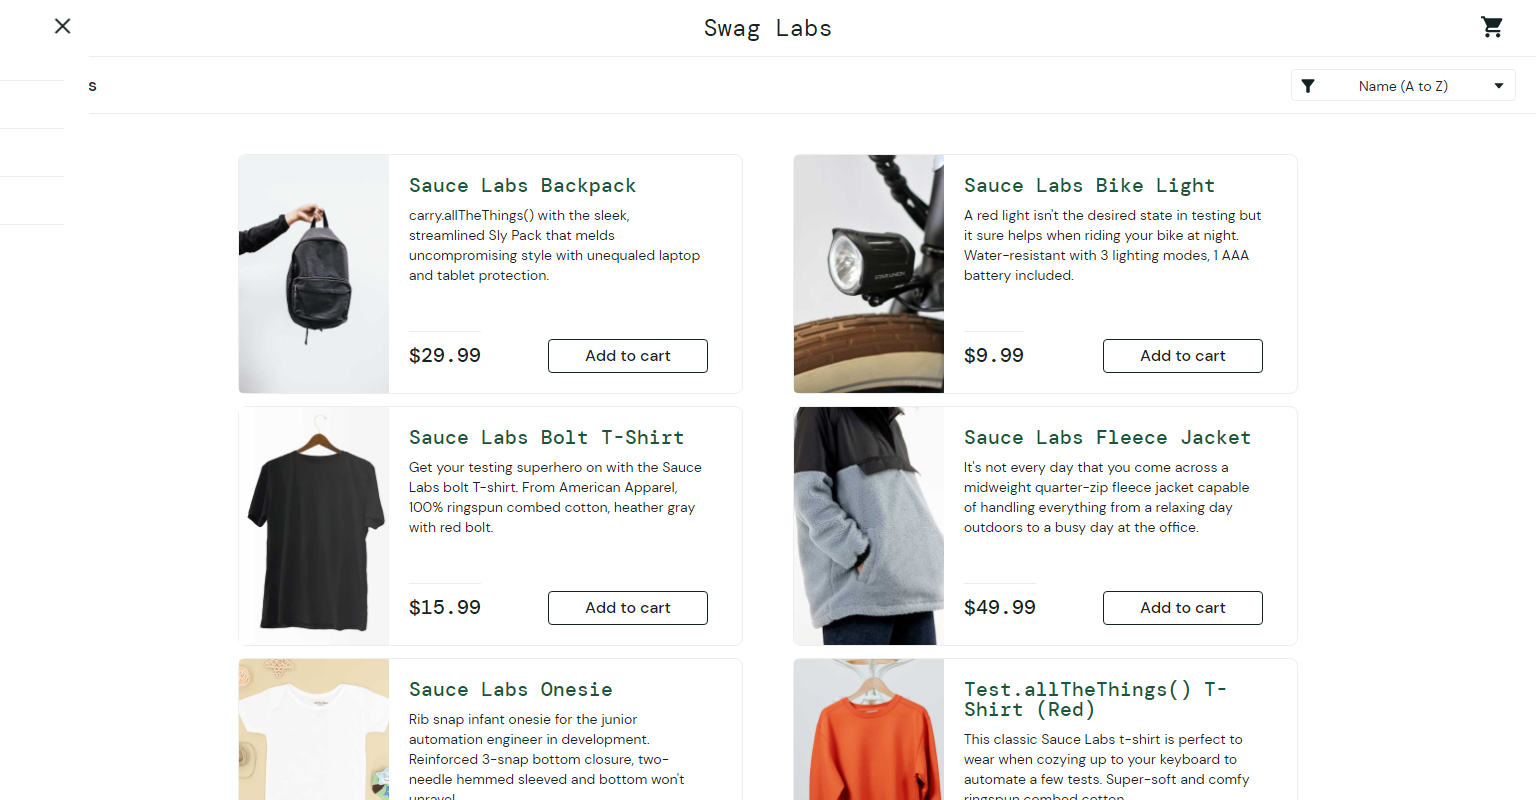 Swag Labs
s
Name (A to Z)
Sauce Labs Backpack
carry.allTheThings() with the sleek,
streamlined Sly Pack that melds
uncompromising style with unequaled laptop
and tablet protection.
$29.99
Add to cart
Sauce Labs Bike Light
A red light isn't the desired state in testing but
it sure helps when riding your bike at night.
Water-resistant with 3 lighting modes, 1 AAA
battery included.
$9.99
Add to cart
Sauce Labs Bolt T-Shirt
Get your testing superhero on with the Sauce
Labs bolt T-shirt. From American Apparel,
100% ringspun combed cotton, heather gray
with red bolt.
$15.99
Add to cart
Sauce Labs Fleece Jacket
It's not every day that you come across a
midweight quarter-zip fleece jacket capable
of handling everything from a relaxing day
outdoors to a busy day at the office.
$49.99
Add to cart
Sauce Labs Onesie
Rib snap infant onesie for the junior
automation engineer in development.
Reinforced 3-snap bottom closure, two-
needle hemmed sleeved and bottom won't
unravel.
Test.allTheThings() T-
Shirt (Red)
This classic Sauce Labs t-shirt is perfect to
wear when cozying up to your keyboard to
automate a few tests. Super-soft and comfy
ringspun combed cotton.